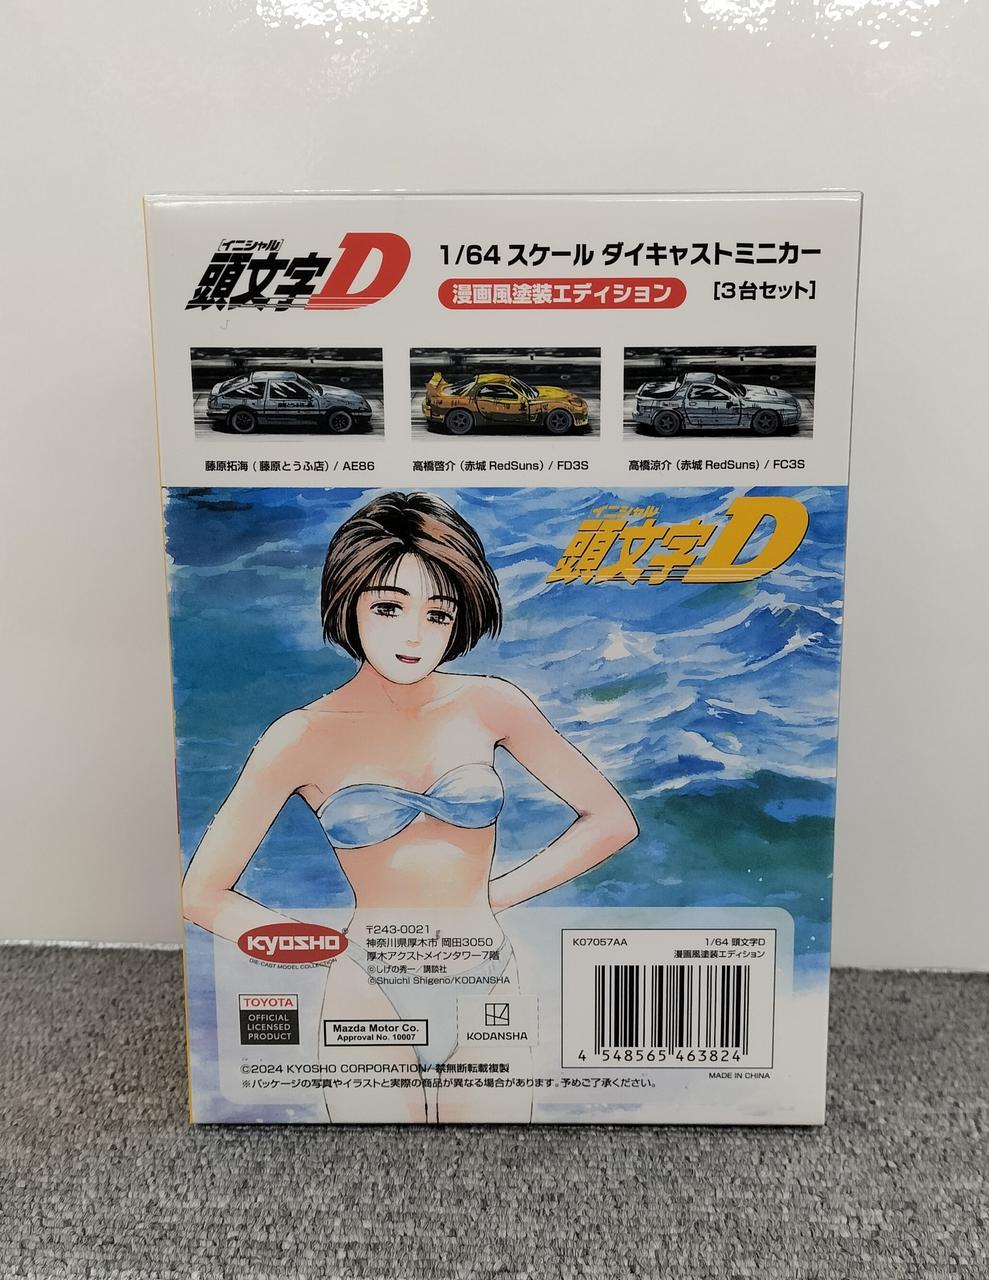 イニシャル
頭文字D
1/64 スケール ダイキャストミニカー
漫画風塗装エディション
[3台セット]
藤原拓海 ( 藤原とうふ店) / AE86
高橋啓介 (赤城 RedSuns) / FD3S
高橋涼介 (赤城 RedSuns) / FC3S
イニシャル
頭文字D
KYOSHO
DIE-CAST MODEL COLLECTION
〒243-0021
神奈川県厚木市 岡田3050
厚木アクストメインタワー7階
©しげの秀一／講談社
©Shuichi Shigeno/KODANSHA
TOYOTA
OFFICIAL
LICENSED
PRODUCT
Mazda Motor Co.
Approval No. 10007
KODANSHA
K07057AA
1/64 頭文字D
漫画風塗装エディション
4 548565 463824
MADE IN CHINA
©2024 KYOSHO CORPORATION/ 禁無断転載複製
※パッケージの写真やイラストと実際の商品が異なる場合があります。予めご了承ください。